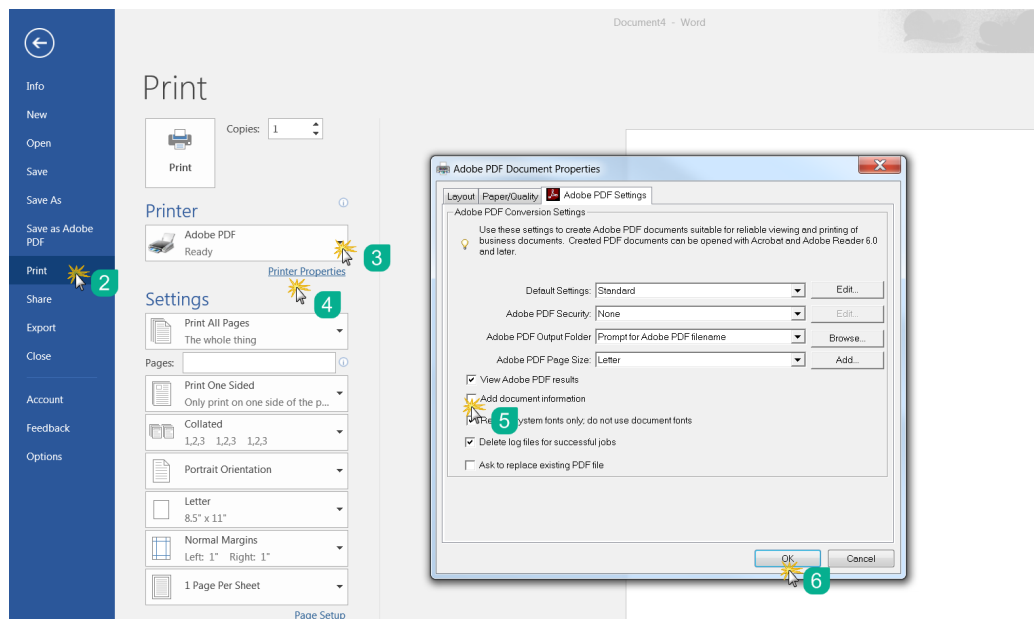 Document4 - Word
Info
New
Open
Save
Save As
Save as Adobe
PDF
Print
2
Share
Export
Close
Account
Feedback
Options
Print
Print
Copies: 1
Printer
Adobe PDF
Ready
3
Printer Properties
4
Settings
Print All Pages
The whole thing
Pages:
Print One Sided
Only print on one side of the p...
Collated
1,2,3 1,2,3 1,2,3
Portrait Orientation
Letter
8.5" x 11"
Normal Margins
Left: 1" Right: 1"
1 Page Per Sheet
Page Setup
Adobe PDF Document Properties
Layout Paper/Quality Adobe PDF Settings
Adobe PDF Conversion Settings
Use these settings to create Adobe PDF documents suitable for reliable viewing and printing of
business documents. Created PDF documents can be opened with Acrobat and Adobe Reader 6.0
and later.
Default Settings: Standard Edit...
Adobe PDF Security: None Edit...
Adobe PDF Output Folder Prompt for Adobe PDF filename Browse...
Adobe PDF Page Size: Letter Add...
View Adobe PDF results
Add document information
5
system fonts only; do not use document fonts
Delete log files for successful jobs
Ask to replace existing PDF file
OK Cancel
6